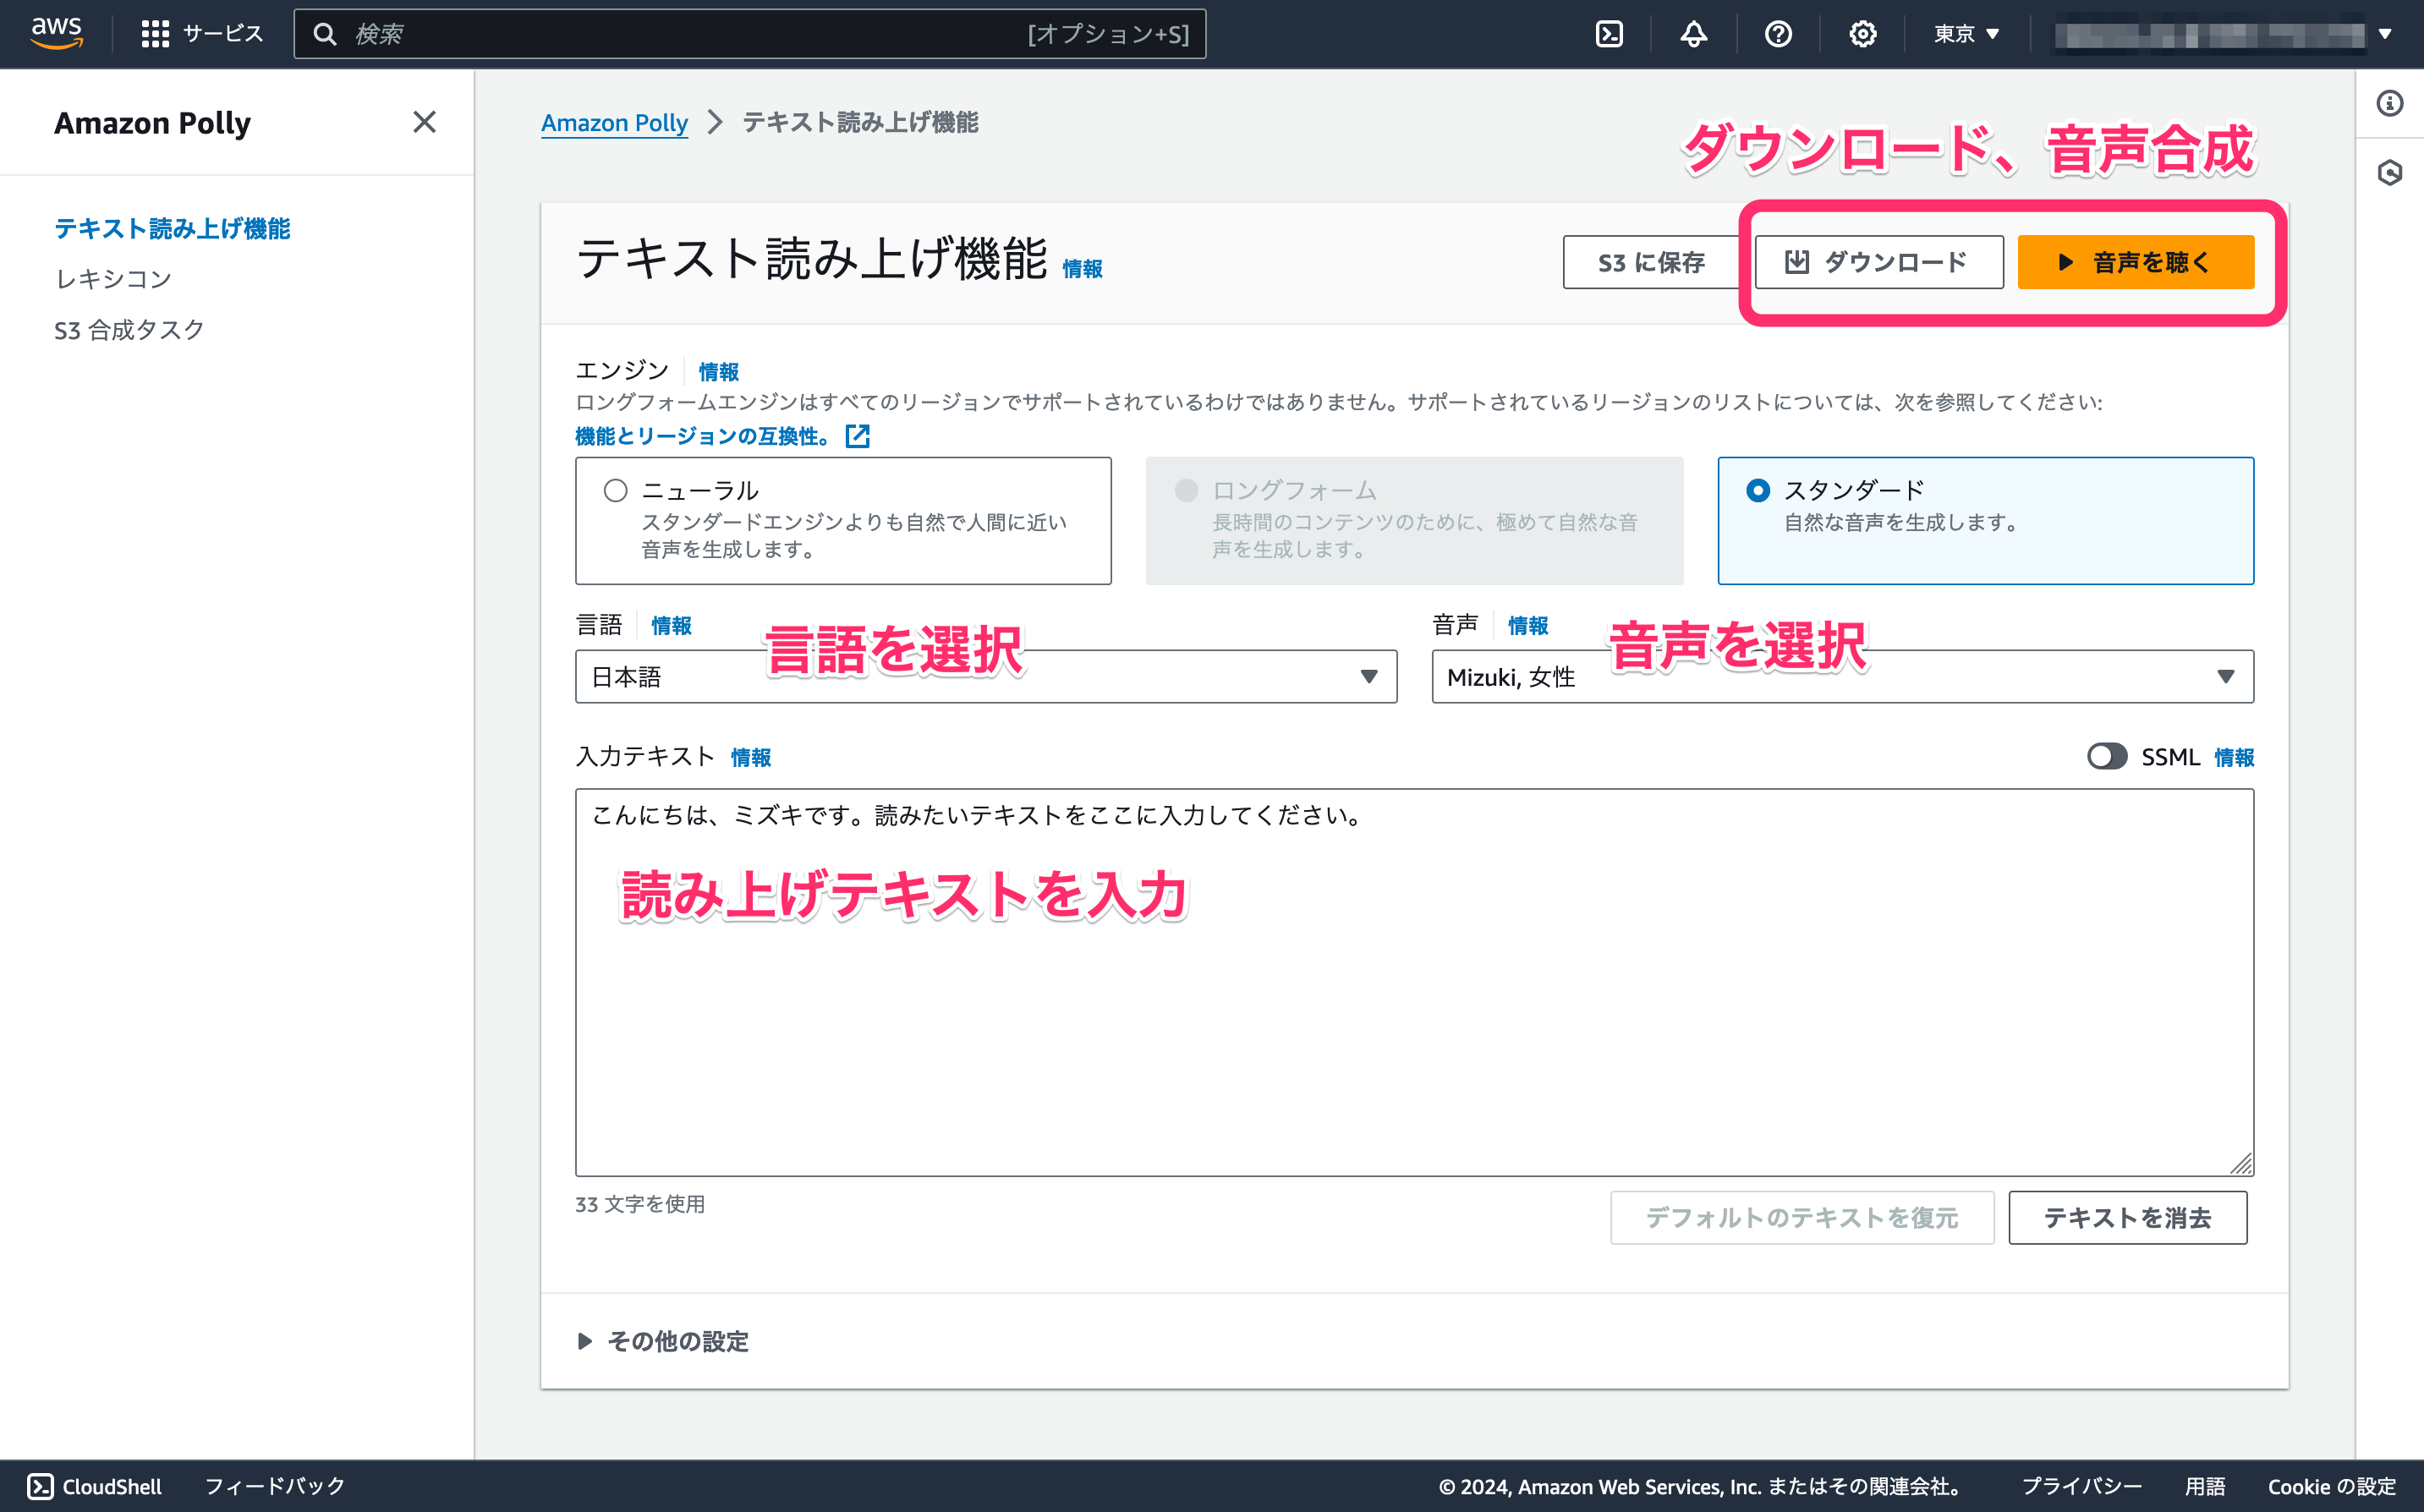 aws サービス 検索 [オプション+S] 東京
Amazon Polly
テキスト読み上げ機能
レキシコン
S3 合成タスク
Amazon Polly > テキスト読み上げ機能
ダウンロード、音声合成
テキスト読み上げ機能 情報 S3 に保存 ダウンロード 音声を聴く
エンジン 情報
ロングフォームエンジンはすべてのリージョンでサポートされているわけではありません。サポートされているリージョンのリストについては、次を参照してください:
機能とリージョンの互換性。
ニューラル
スタンダードエンジンよりも自然で人間に近い
音声を生成します。
ロングフォーム
長時間のコンテンツのために、極めて自然な音
声を生成します。
スタンダード
自然な音声を生成します。
言語 情報
言語を選択
日本語
音声 情報
音声を選択
Mizuki, 女性
入力テキスト 情報 SSML 情報
こんにちは、ミズキです。読みたいテキストをここに入力してください。
読み上げテキストを入力
33 文字を使用
デフォルトのテキストを復元 テキストを消去
その他の設定
CloudShell フィードバック © 2024, Amazon Web Services, Inc. またはその関連会社。 プライバシー 用語 Cookie の設定